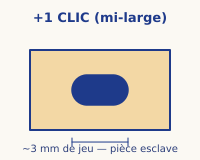 +1 CLIC (mi-large)
~3 mm de jeu — pièce esclave